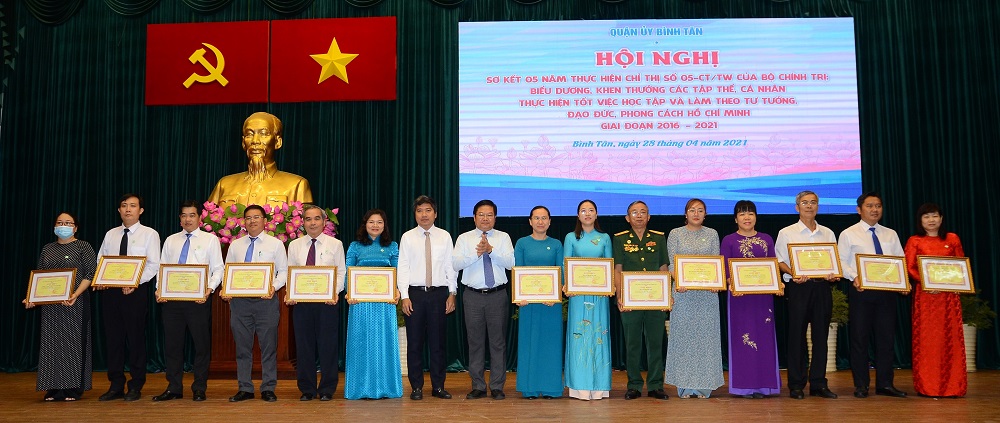 QUẬN ỦY BÌNH TÂN
HỘI NGHỊ
SƠ KẾT 05 NĂM THỰC HIỆN CHỈ THỊ SỐ 05-CT/TW CỦA BỘ CHÍNH TRỊ;
BIỂU DƯƠNG, KHEN THƯỞNG CÁC TẬP THỂ, CÁ NHÂN
THỰC HIỆN TỐT VIỆC HỌC TẬP VÀ LÀM THEO TƯ TƯỞNG,
ĐẠO ĐỨC, PHONG CÁCH HỒ CHÍ MINH
GIAI ĐOẠN 2016 - 2021
Bình Tân, ngày 28 tháng 04 năm 2021